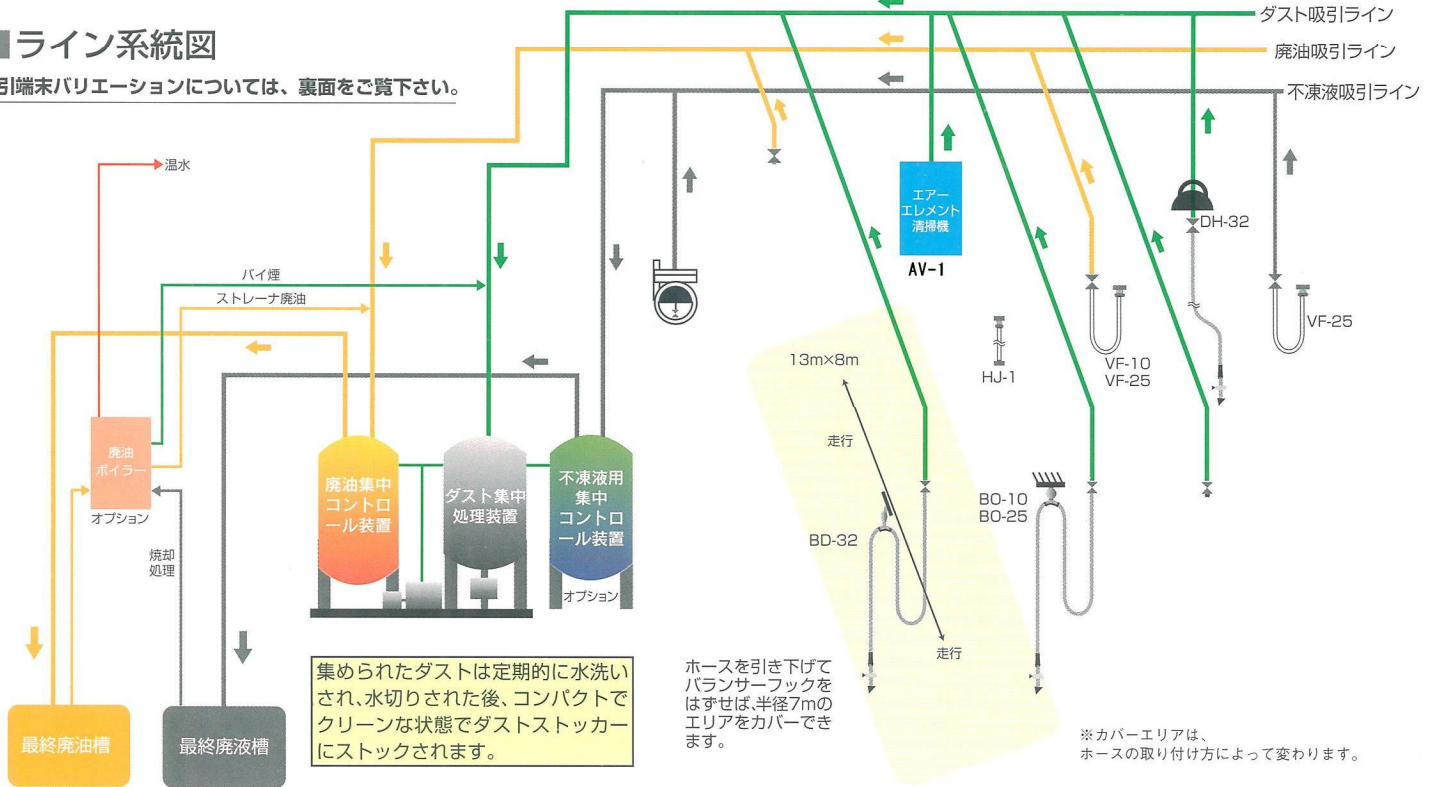 ライン系統図
引端末バリエーションについては、裏面をご覧下さい。
ダスト吸引ライン
廃油吸引ライン
不凍液吸引ライン
温水
バイ煙
ストレーナ廃油
エアー
エレメント
清掃機
AV-1
DH-32
VF-25
VF-10
VF-25
HJ-1
13m×8m
走行
BD-32
走行
BO-10
BO-25
廃油
ボイラー
オプション
焼却
処理
廃油集中
コントロ
ール装置
ダスト集中
処理装置
不凍液用
集中
コントロ
ール装置
オプション
最終廃油槽
最終廃液槽
集められたダストは定期的に水洗い
され、水切りされた後、コンパクトで
クリーンな状態でダストストッカー
にストックされます。
ホースを引き下げて
バランサーフックを
はずせば、半径7mの
エリアをカバーでき
ます。
※カバーエリアは、
ホースの取り付け方によって変わります。